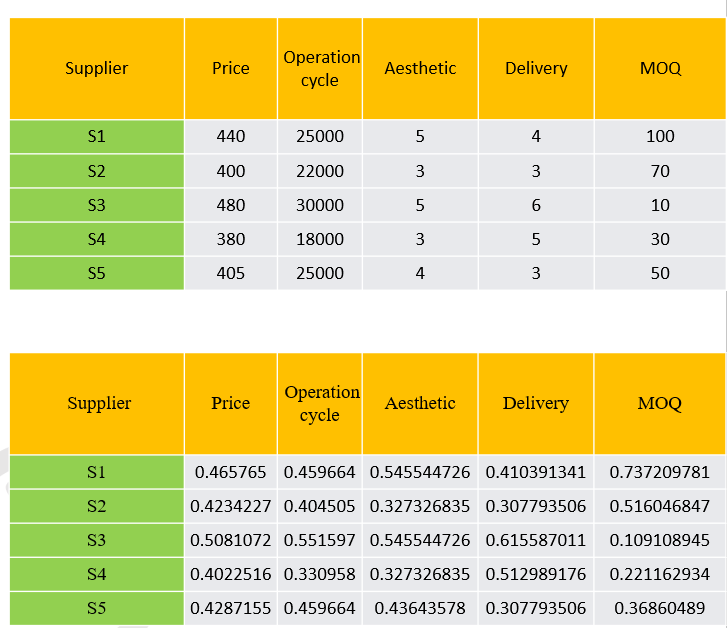 Supplier Price Operation cycle Aesthetic Delivery MOQ
S1 440 25000 5 4 100
S2 400 22000 3 3 70
S3 480 30000 5 6 10
S4 380 18000 3 5 30
S5 405 25000 4 3 50
Supplier Price Operation cycle Aesthetic Delivery MOQ
S1 0.465765 0.459664 0.545544726 0.410391341 0.737209781
S2 0.4234227 0.404505 0.327326835 0.307793506 0.516046847
S3 0.5081072 0.551597 0.545544726 0.615587011 0.109108945
S4 0.4022516 0.330958 0.327326835 0.512989176 0.221162934
S5 0.4287155 0.459664 0.43643578 0.307793506 0.36860489